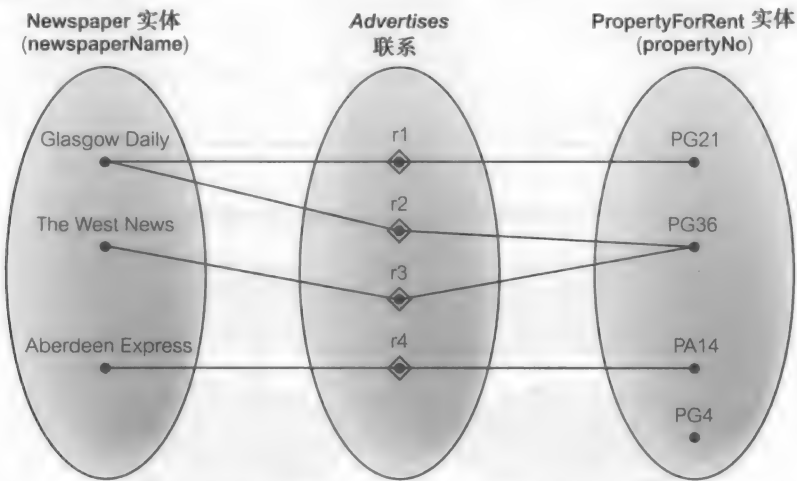 Newspaper 实体
(newspaperName)
Advertises
联系
PropertyForRent 实体
(propertyNo)
Glasgow Daily
The West News
Aberdeen Express
r1
r2
r3
r4
PG21
PG36
PA14
PG4